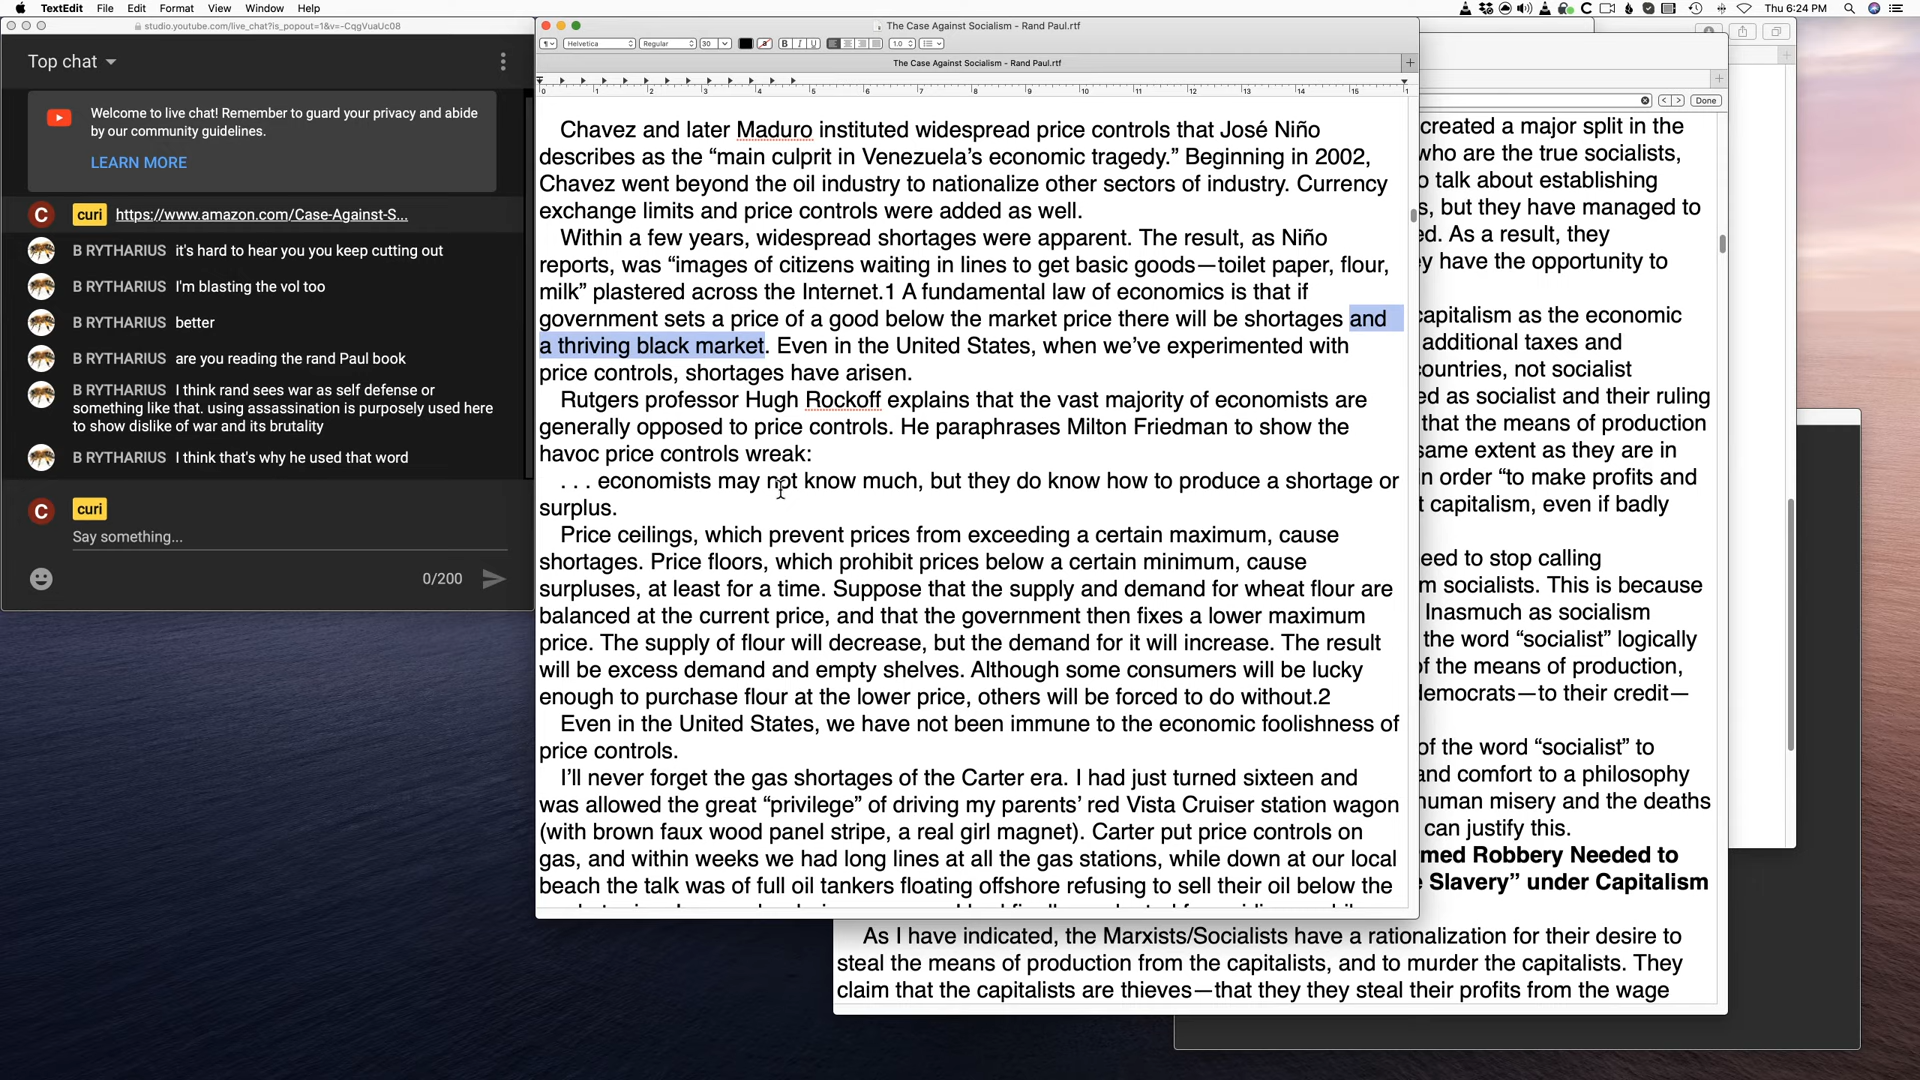 TextEdit File Edit Format View Window Help
Thu 6:24 PM
studio.youtube.com/live_chat?is_popout=1&v=-CqgVuaUc08
Top chat
Welcome to live chat! Remember to guard your privacy and abide
by our community guidelines.
LEARN MORE
C curi https://www.amazon.com/Case-Against-S...
B RYTHARIUS it's hard to hear you you keep cutting out
B RYTHARIUS I'm blasting the vol too
B RYTHARIUS better
B RYTHARIUS are you reading the rand Paul book
B RYTHARIUS I think rand sees war as self defense or
something like that. using assassination is purposely used here
to show dislike of war and its brutality
B RYTHARIUS I think that's why he used that word
C curi
Say something...
0/200
The Case Against Socialism - Rand Paul.rtf
Helvetica Regular 30 B I U 1.0
The Case Against Socialism - Rand Paul.rtf
0 1 2 3 4 5 6 7 8 9 10 11 12 13 14 15 1
Chavez and later Maduro instituted widespread price controls that José Niño
describes as the “main culprit in Venezuela’s economic tragedy.” Beginning in 2002,
Chavez went beyond the oil industry to nationalize other sectors of industry. Currency
exchange limits and price controls were added as well.
Within a few years, widespread shortages were apparent. The result, as Niño
reports, was “images of citizens waiting in lines to get basic goods—toilet paper, flour,
milk” plastered across the Internet.1 A fundamental law of economics is that if
government sets a price of a good below the market price there will be shortages and
a thriving black market. Even in the United States, when we’ve experimented with
price controls, shortages have arisen.
Rutgers professor Hugh Rockoff explains that the vast majority of economists are
generally opposed to price controls. He paraphrases Milton Friedman to show the
havoc price controls wreak:
. . . economists may not know much, but they do know how to produce a shortage or
surplus.
Price ceilings, which prevent prices from exceeding a certain maximum, cause
shortages. Price floors, which prohibit prices below a certain minimum, cause
surpluses, at least for a time. Suppose that the supply and demand for wheat flour are
balanced at the current price, and that the government then fixes a lower maximum
price. The supply of flour will decrease, but the demand for it will increase. The result
will be excess demand and empty shelves. Although some consumers will be lucky
enough to purchase flour at the lower price, others will be forced to do without.2
Even in the United States, we have not been immune to the economic foolishness of
price controls.
I’ll never forget the gas shortages of the Carter era. I had just turned sixteen and
was allowed the great “privilege” of driving my parents’ red Vista Cruiser station wagon
(with brown faux wood panel stripe, a real girl magnet). Carter put price controls on
gas, and within weeks we had long lines at all the gas stations, while down at our local
beach the talk was of full oil tankers floating offshore refusing to sell their oil below the
Done
created a major split in the
who are the true socialists,
talk about establishing
s, but they have managed to
ed. As a result, they
y have the opportunity to
capitalism as the economic
additional taxes and
countries, not socialist
ed as socialist and their ruling
that the means of production
same extent as they are in
n order “to make profits and
capitalism, even if badly
eed to stop calling
m socialists. This is because
Inasmuch as socialism
the word “socialist” logically
of the means of production,
democrats—to their credit—
of the word “socialist” to
and comfort to a philosophy
human misery and the deaths
can justify this.
med Robbery Needed to
Slavery” under Capitalism
As I have indicated, the Marxists/Socialists have a rationalization for their desire to
steal the means of production from the capitalists, and to murder the capitalists. They
claim that the capitalists are thieves—that they they steal their profits from the wage